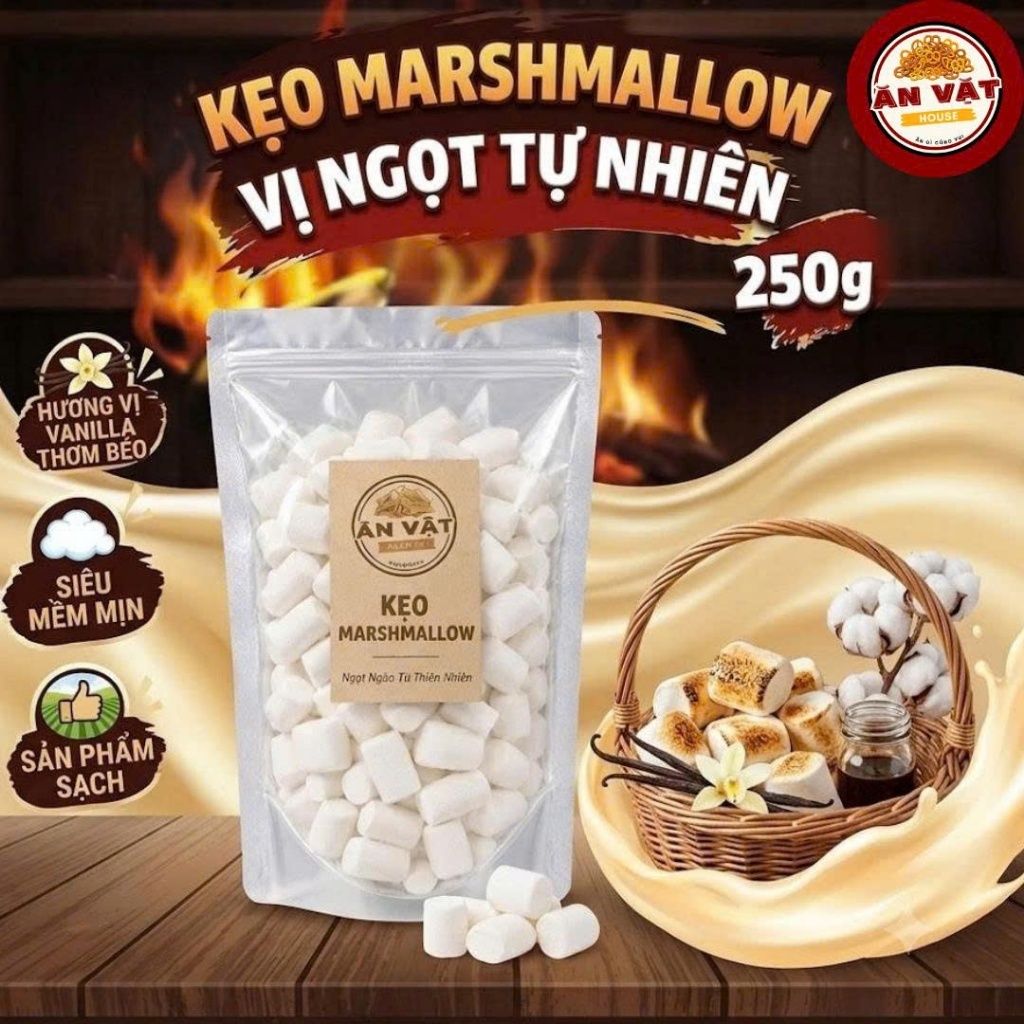 KẸO MARSHMALLOW
VỊ NGỌT TỰ NHIÊN
250g
ĂN VẶT
HOUSE
HƯƠNG VỊ
VANILLA
THƠM BÉO
SIÊU
MỀM MỊN
SẢN PHẨM
SẠCH
ĂN VẶT
KẸO
MARSHMALLOW
Ngọt Ngào Từ Thiên Nhiên